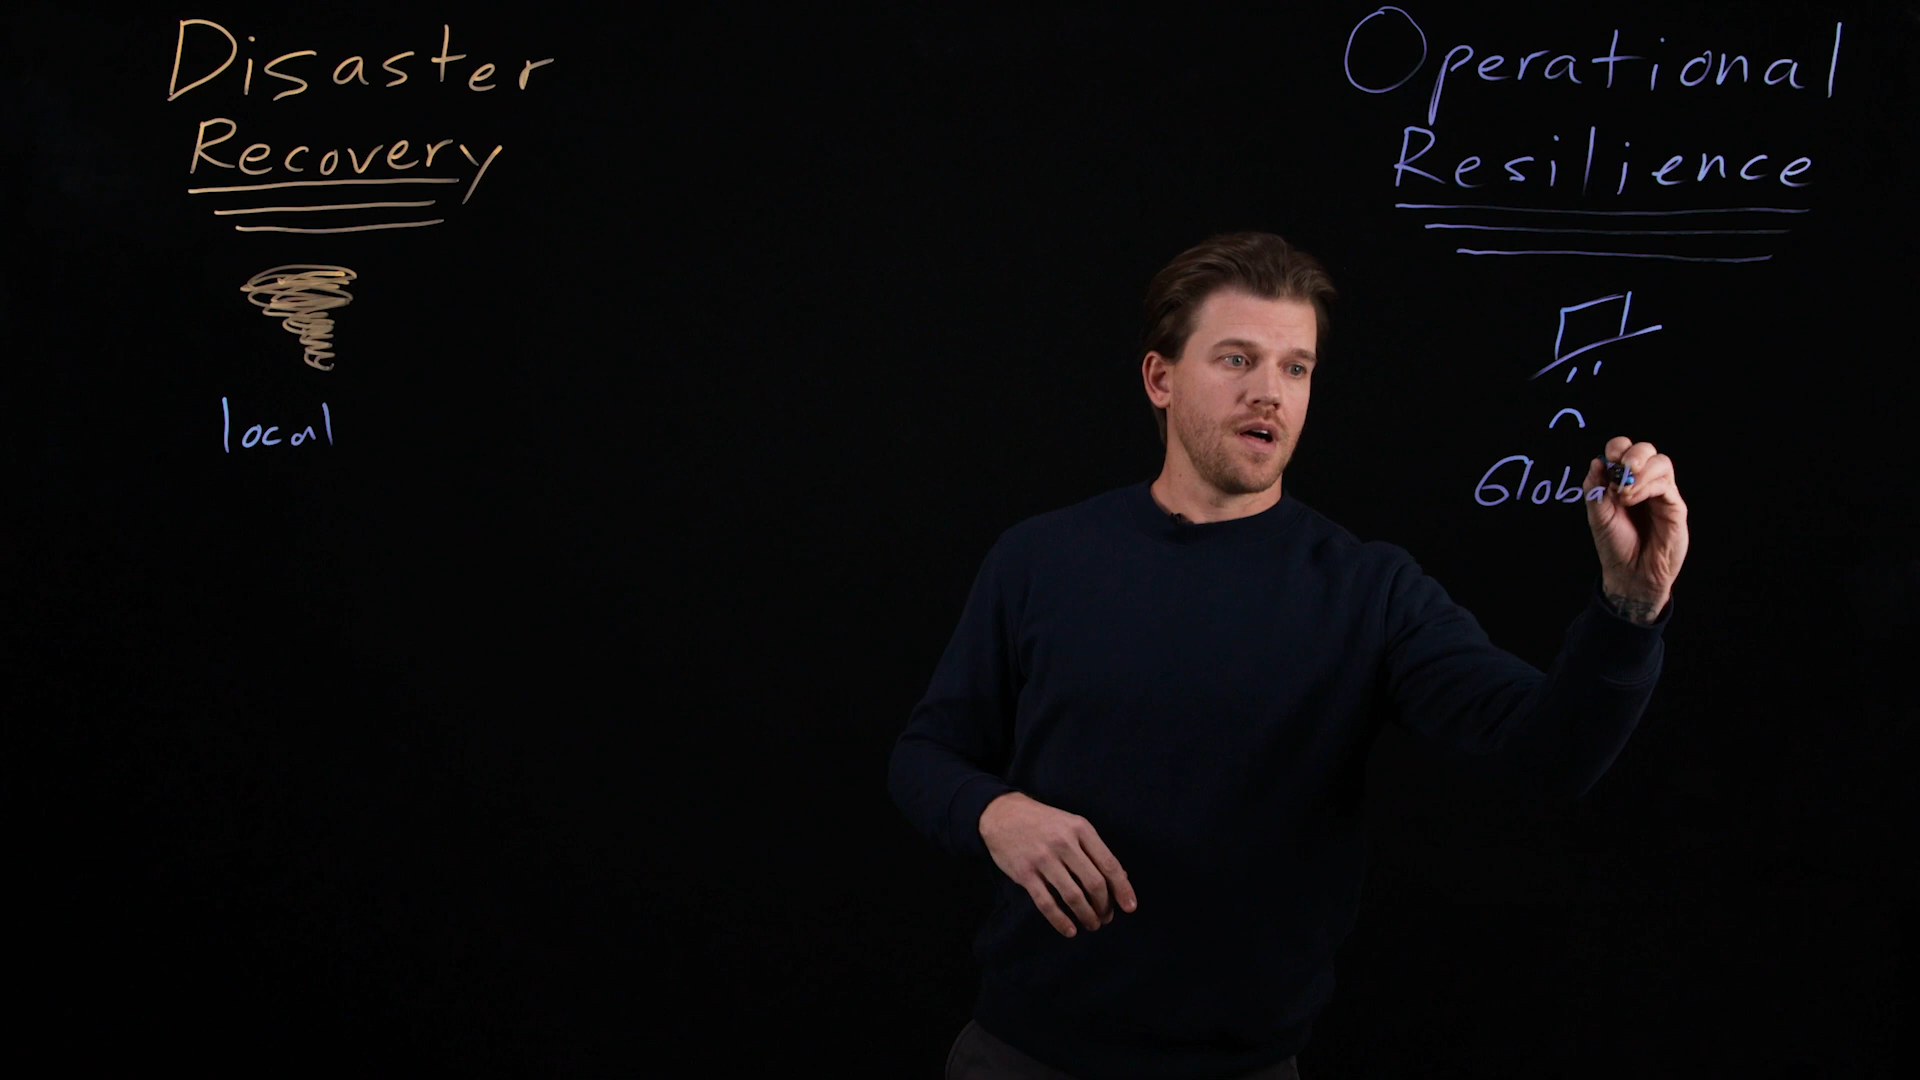 Disaster
Recovery
local
Operational
Resilience
Global